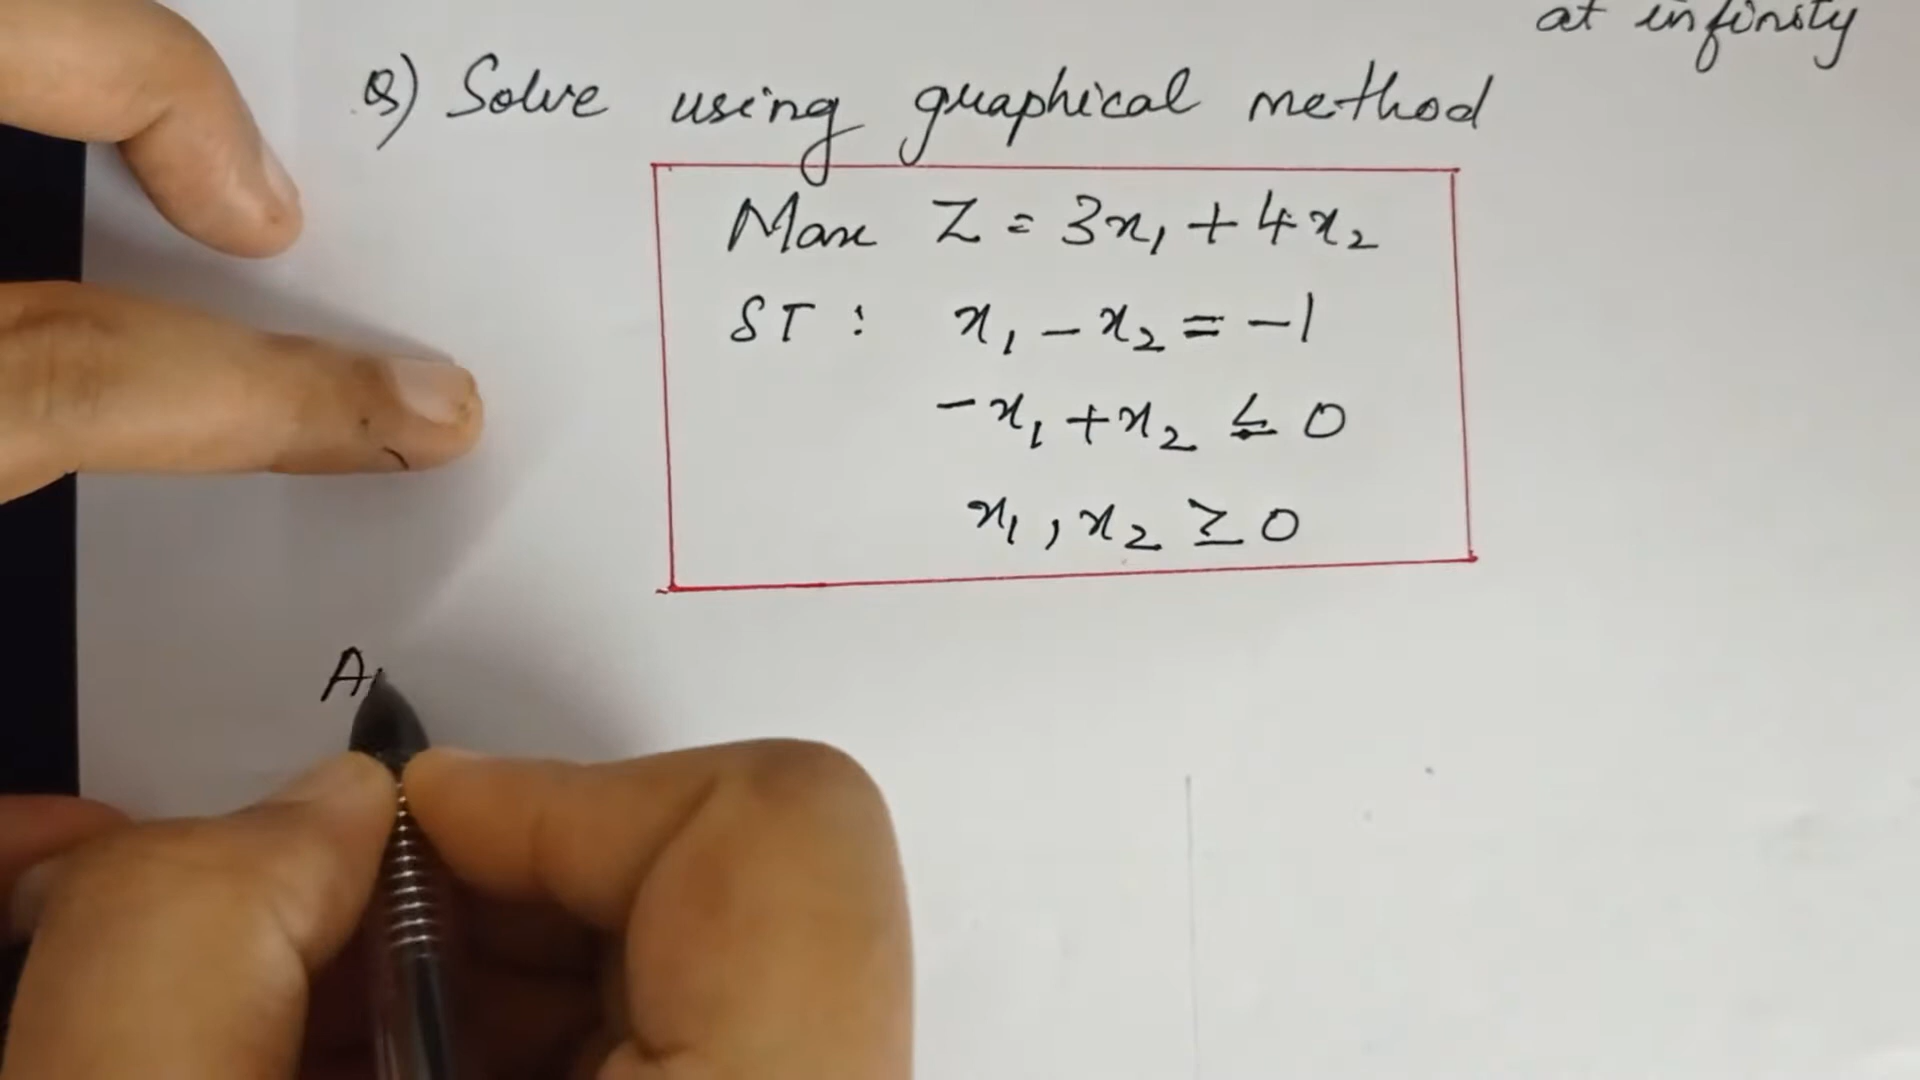 at infinity
Q) Solve using graphical method
Max Z = 3x₁ + 4x₂
ST : x₁ - x₂ = -1
-x₁ + x₂ ≤ 0
x₁, x₂ ≥ 0
A